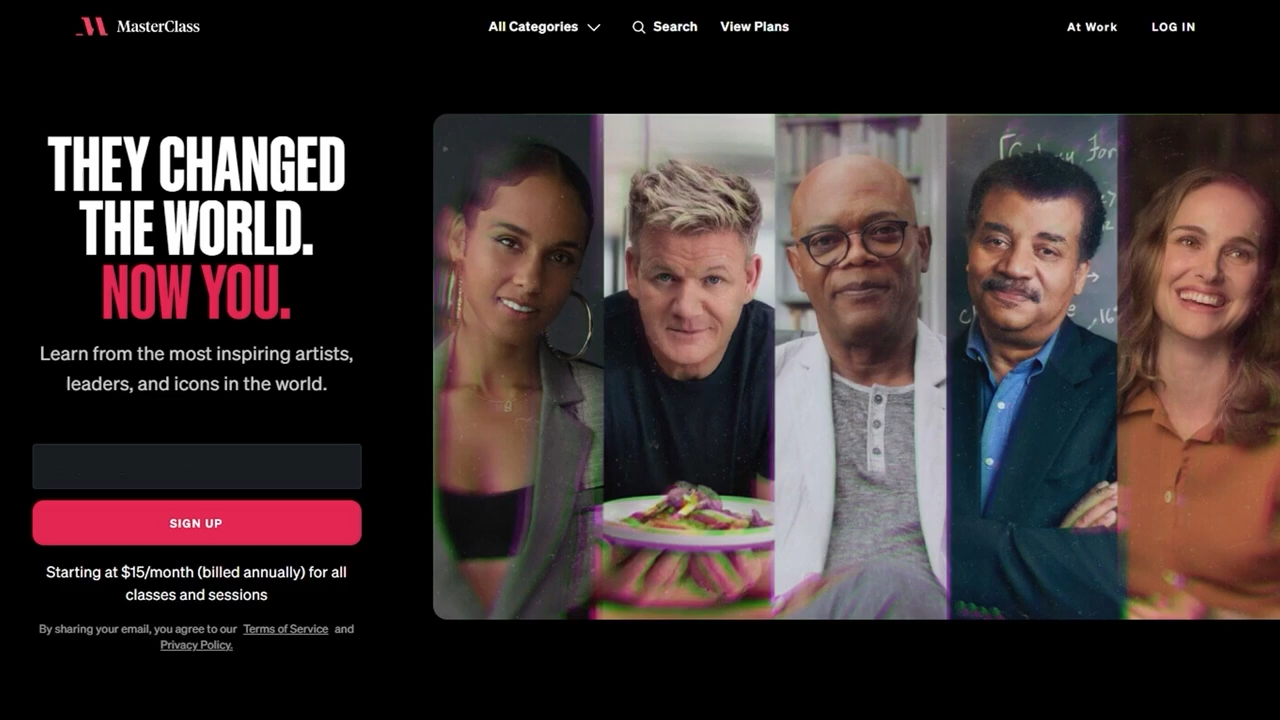 MasterClass
All Categories
Search
View Plans
At Work
LOG IN
THEY CHANGED
THE WORLD.
NOW YOU.
Learn from the most inspiring artists,
leaders, and icons in the world.
SIGN UP
Starting at $15/month (billed annually) for all
classes and sessions
By sharing your email, you agree to our Terms of Service and
Privacy Policy.